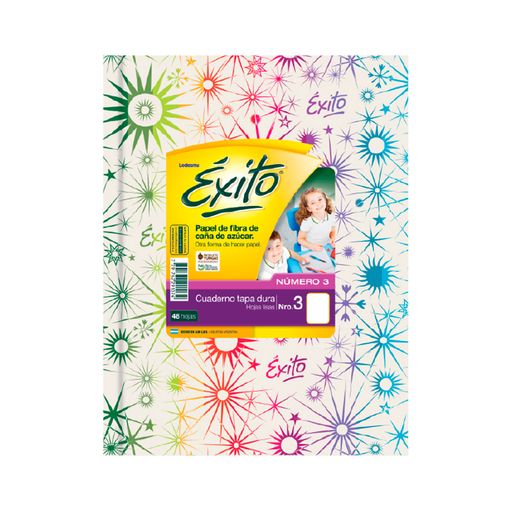 Éxito
Ledesma
Éxito
Papel de fibra de
caña de azúcar.
Otra forma de hacer papel.
NÚMERO 3
Cuaderno tapa dura
Hojas lisas
Nro. 3
48 hojas
Éxito
Éxito